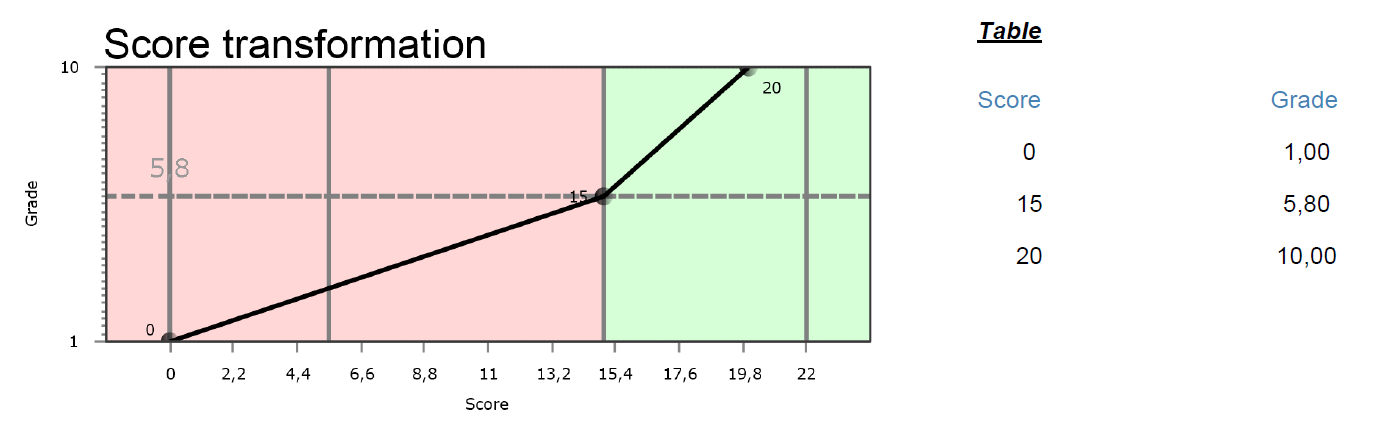 Score transformation
10
20
5,8
15
Grade
0
1
0 2,2 4,4 6,6 8,8 11 13,2 15,4 17,6 19,8 22
Score
Table
Score Grade
0 1,00
15 5,80
20 10,00